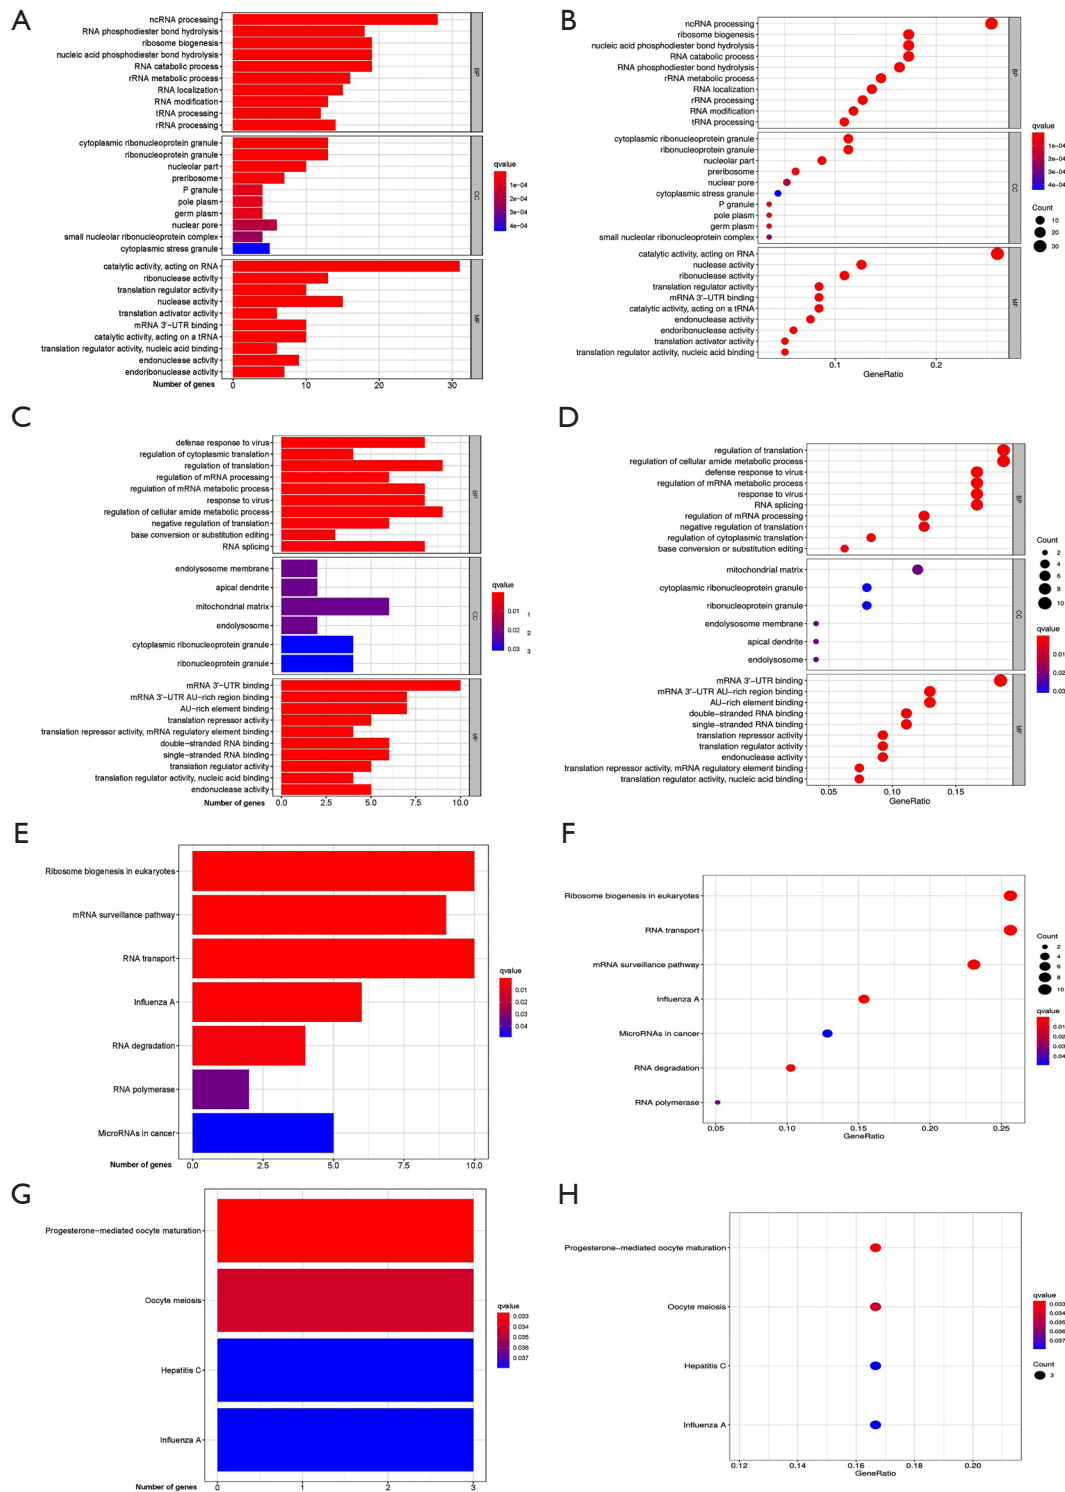 A
ncRNA processing
RNA phosphodiester bond hydrolysis
ribosome biogenesis
nucleic acid phosphodiester bond hydrolysis
RNA catabolic process
rRNA metabolic process
RNA localization
RNA modification
tRNA processing
rRNA processing
BP
cytoplasmic ribonucleoprotein granule
ribonucleoprotein granule
nucleolar part
preribosome
P granule
pole plasm
germ plasm
nuclear pore
small nucleolar ribonucleoprotein complex
cytoplasmic stress granule
CC
catalytic activity, acting on RNA
ribonuclease activity
translation regulator activity
nuclease activity
translation activator activity
mRNA 3'-UTR binding
catalytic activity, acting on a tRNA
translation regulator activity, nucleic acid binding
endonuclease activity
endoribonuclease activity
MF
Number of genes
0 10 20 30
qvalue
1e-04
2e-04
3e-04
4e-04
B
ncRNA processing
ribosome biogenesis
nucleic acid phosphodiester bond hydrolysis
RNA catabolic process
RNA phosphodiester bond hydrolysis
rRNA metabolic process
RNA localization
rRNA processing
RNA modification
tRNA processing
BP
cytoplasmic ribonucleoprotein granule
ribonucleoprotein granule
nucleolar part
preribosome
nuclear pore
cytoplasmic stress granule
P granule
pole plasm
germ plasm
small nucleolar ribonucleoprotein complex
CC
catalytic activity, acting on RNA
nuclease activity
ribonuclease activity
translation regulator activity
mRNA 3'-UTR binding
catalytic activity, acting on a tRNA
endonuclease activity
endoribonuclease activity
translation activator activity
translation regulator activity, nucleic acid binding
MF
0.1 0.2
GeneRatio
qvalue
1e-04
2e-04
3e-04
4e-04
Count
10
20
30
C
defense response to virus
regulation of cytoplasmic translation
regulation of translation
regulation of mRNA processing
regulation of mRNA metabolic process
response to virus
regulation of cellular amide metabolic process
negative regulation of translation
base conversion or substitution editing
RNA splicing
BP
endolysosome membrane
apical dendrite
mitochondrial matrix
endolysosome
cytoplasmic ribonucleoprotein granule
ribonucleoprotein granule
CC
mRNA 3'-UTR binding
mRNA 3'-UTR AU-rich region binding
AU-rich element binding
translation repressor activity
translation repressor activity, mRNA regulatory element binding
double-stranded RNA binding
single-stranded RNA binding
translation regulator activity
translation regulator activity, nucleic acid binding
endonuclease activity
MF
Number of genes
0.0 2.5 5.0 7.5 10.0
qvalue
0.01 1
0.02 2
0.03 3
D
regulation of translation
regulation of cellular amide metabolic process
defense response to virus
regulation of mRNA metabolic process
response to virus
RNA splicing
regulation of mRNA processing
negative regulation of translation
regulation of cytoplasmic translation
base conversion or substitution editing
BP
mitochondrial matrix
cytoplasmic ribonucleoprotein granule
ribonucleoprotein granule
endolysosome membrane
apical dendrite
endolysosome
CC
mRNA 3'-UTR binding
mRNA 3'-UTR AU-rich region binding
AU-rich element binding
double-stranded RNA binding
single-stranded RNA binding
translation repressor activity
translation regulator activity
endonuclease activity
translation repressor activity, mRNA regulatory element binding
translation regulator activity, nucleic acid binding
MF
0.05 0.10 0.15
GeneRatio
Count
2
4
6
8
10
qvalue
0.01
0.02
0.03
E
Ribosome biogenesis in eukaryotes
mRNA surveillance pathway
RNA transport
Influenza A
RNA degradation
RNA polymerase
MicroRNAs in cancer
Number of genes
0.0 2.5 5.0 7.5 10.0
qvalue
0.01
0.02
0.03
0.04
F
Ribosome biogenesis in eukaryotes
RNA transport
mRNA surveillance pathway
Influenza A
MicroRNAs in cancer
RNA degradation
RNA polymerase
0.05 0.10 0.15 0.20 0.25
GeneRatio
Count
2
4
6
8
10
qvalue
0.01
0.02
0.03
0.04
G
Progesterone-mediated oocyte maturation
Oocyte meiosis
Hepatitis C
Influenza A
Number of genes
0 1 2 3
qvalue
0.033
0.034
0.035
0.036
0.037
H
Progesterone-mediated oocyte maturation
Oocyte meiosis
Hepatitis C
Influenza A
0.12 0.14 0.16 0.18 0.20
GeneRatio
qvalue
0.033
0.034
0.035
0.036
0.037
Count
3